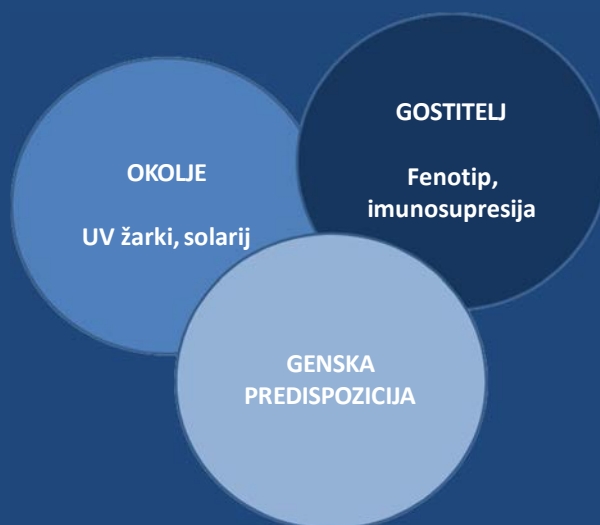 OKOLJE
UV žarki, solarij
GOSTITELJ
Fenotip,
imunosupresija
GENSKA
PREDISPOZICIJA